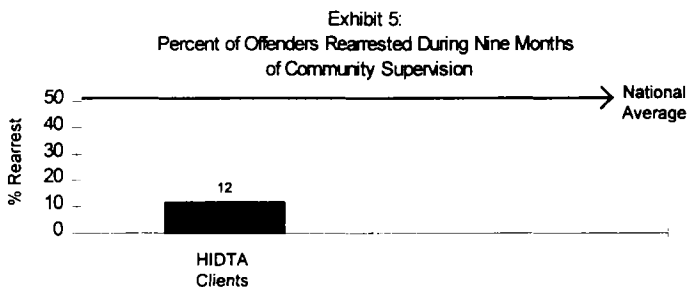 Exhibit 5:
Percent of Offenders Rearrested During Nine Months
of Community Supervision
% Rearrest
50
40
30
20
10
0
National
Average
12
HIDTA
Clients